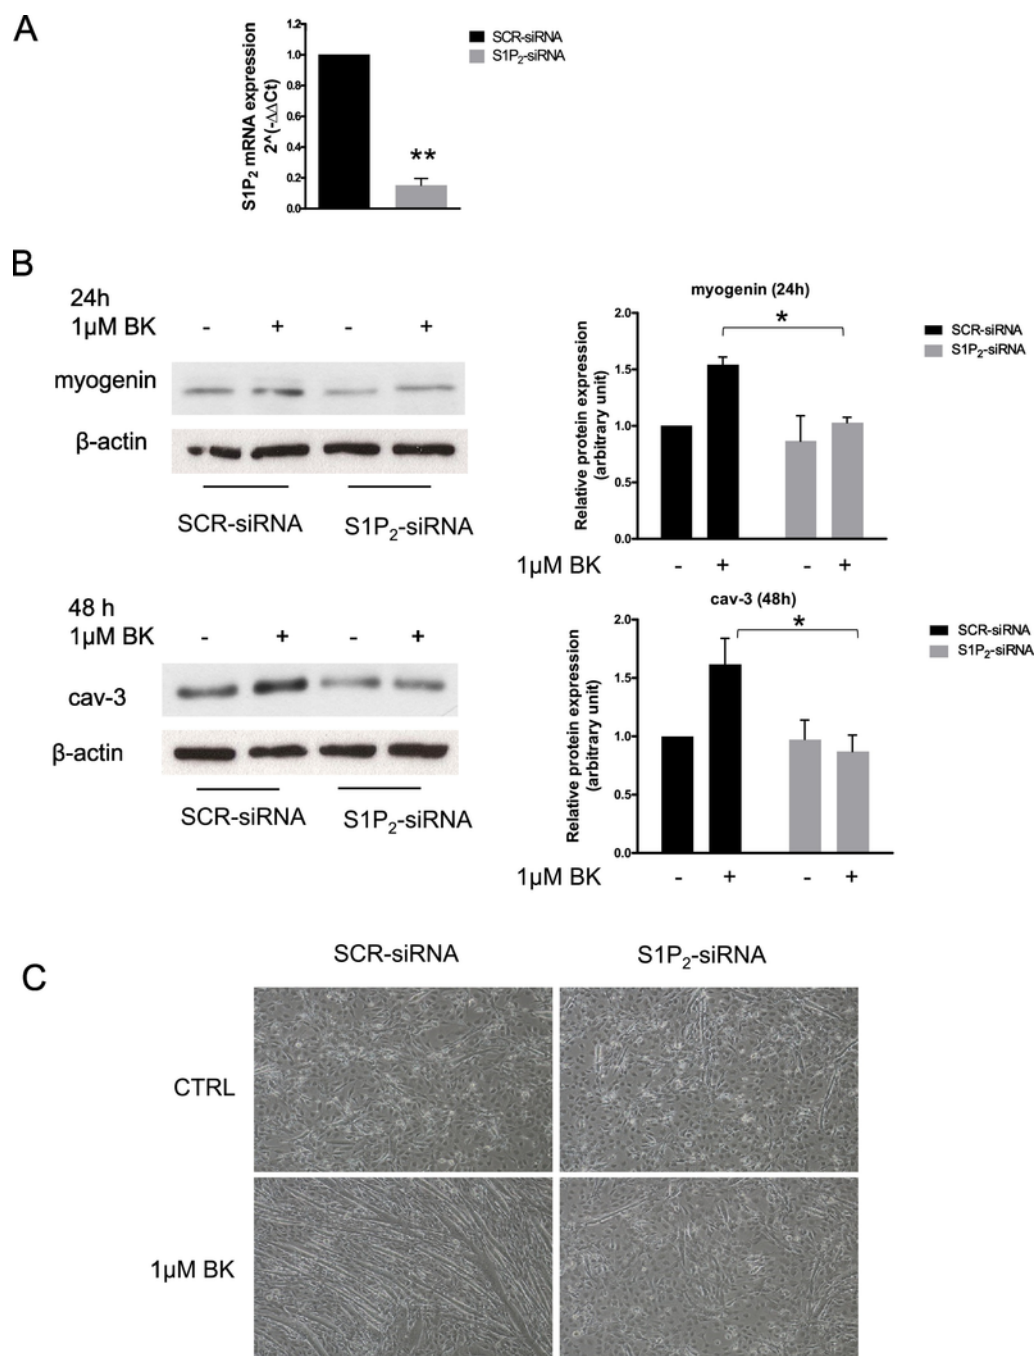 A
S1P2 mRNA expression
2^(-ΔΔCt)
1.2
1.0
0.8
0.6
0.4
0.2
0.0
**
SCR-siRNA
S1P2-siRNA
B
24h
1µM BK - + - +
myogenin
β-actin
SCR-siRNA S1P2-siRNA
myogenin (24h)
Relative protein expression
(arbitrary unit)
2.0
1.5
1.0
0.5
0.0
*
SCR-siRNA
S1P2-siRNA
1µM BK - + - +
48 h
1µM BK - + - +
cav-3
β-actin
SCR-siRNA S1P2-siRNA
cav-3 (48h)
Relative protein expression
(arbitrary unit)
2.0
1.5
1.0
0.5
0.0
*
SCR-siRNA
S1P2-siRNA
1µM BK - + - +
C
SCR-siRNA S1P2-siRNA
CTRL
1µM BK